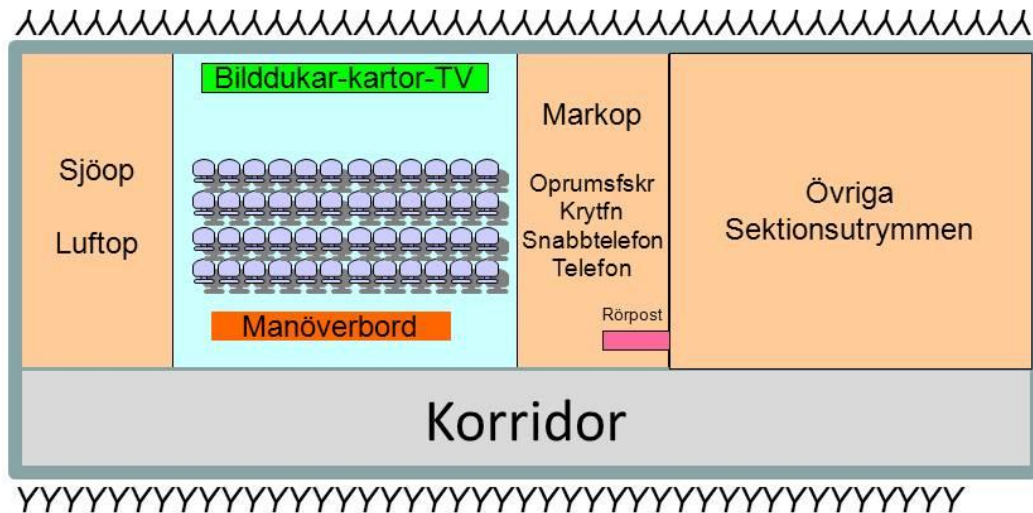 Bilddukar-kartor-TV
Sjöop
Luftop
Manöverbord
Markop
Oprumsfskr
Krytfn
Snabbtelefon
Telefon
Rörpost
Övriga
Sektionsutrymmen
Korridor